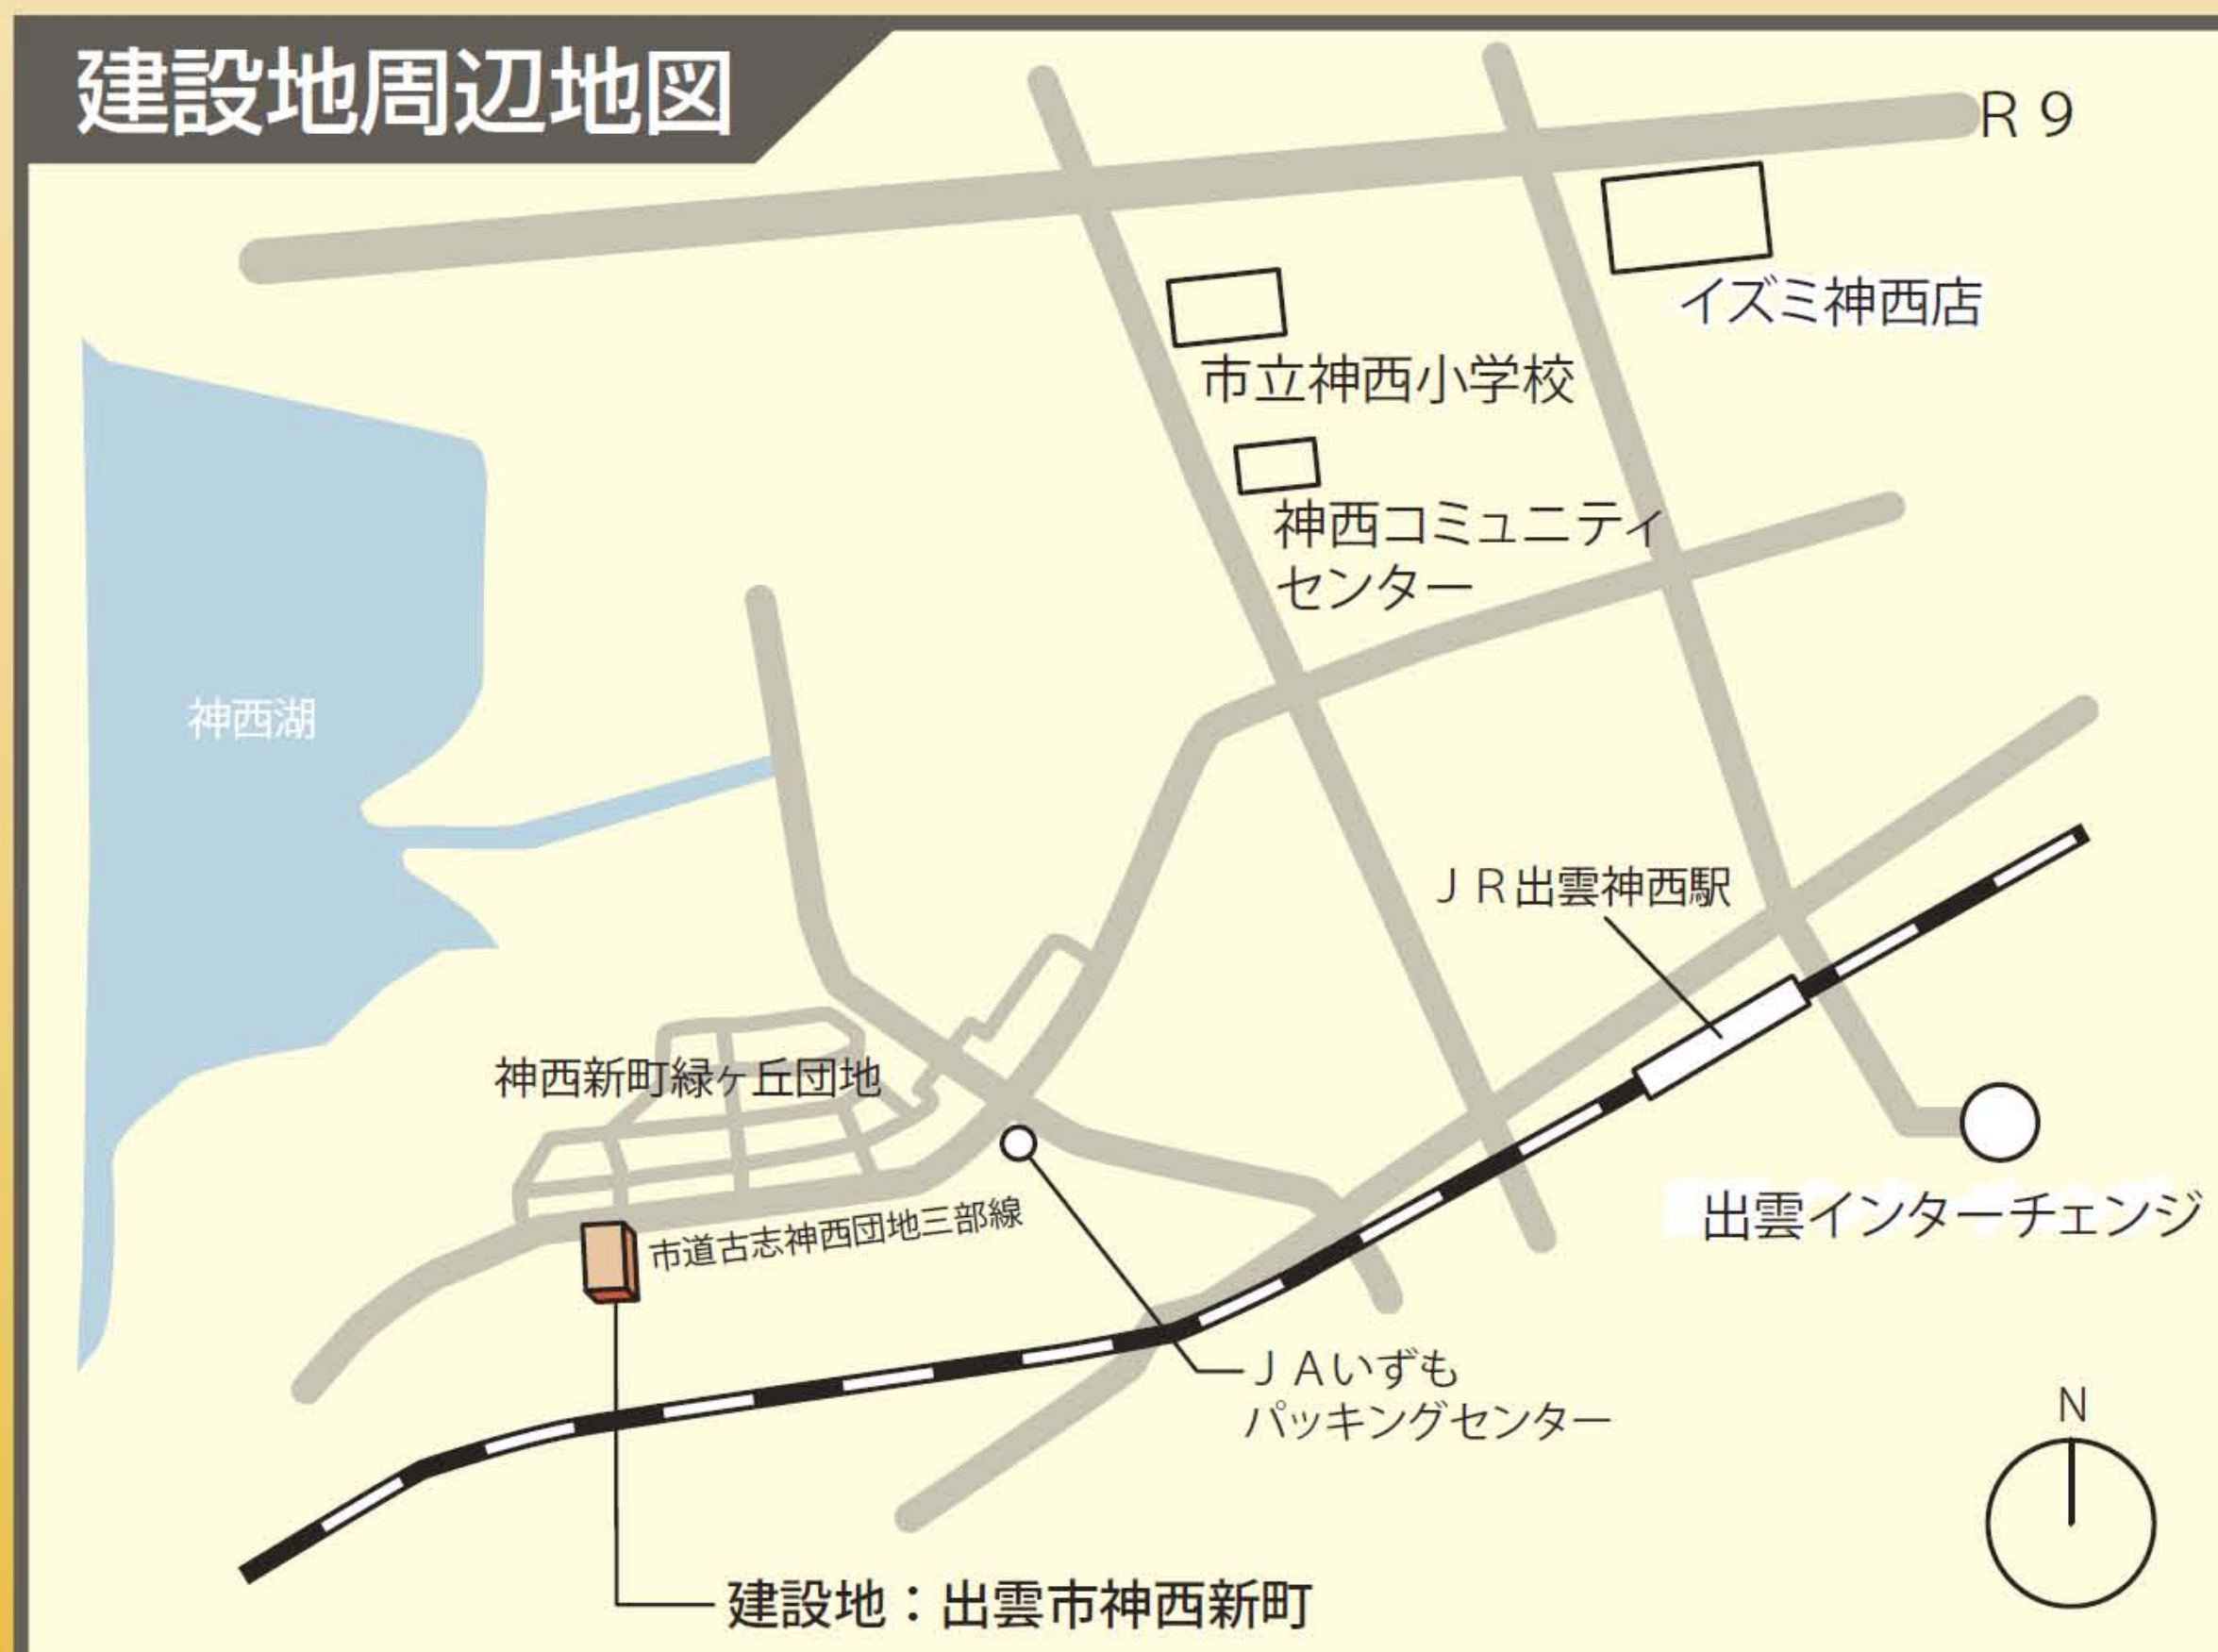 建設地周辺地図
R 9
イズミ神西店
市立神西小学校
神西コミュニティ
センター
神西湖
ＪＲ出雲神西駅
神西新町緑ヶ丘団地
出雲インターチェンジ
市道古志神西団地三部線
ＪＡいずも
パッキングセンター
N
建設地：出雲市神西新町